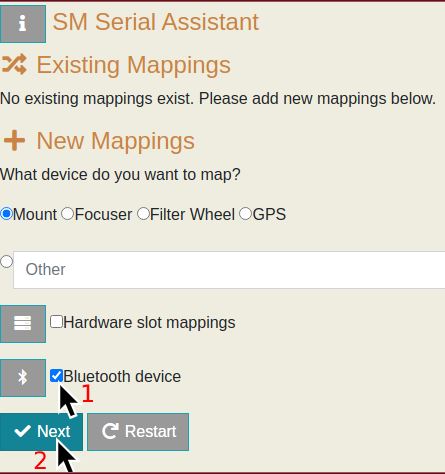 SM Serial Assistant
Existing Mappings
No existing mappings exist. Please add new mappings below.
New Mappings
What device do you want to map?
Mount Focuser Filter Wheel GPS
Other
Hardware slot mappings
Bluetooth device
1
Next Restart
2